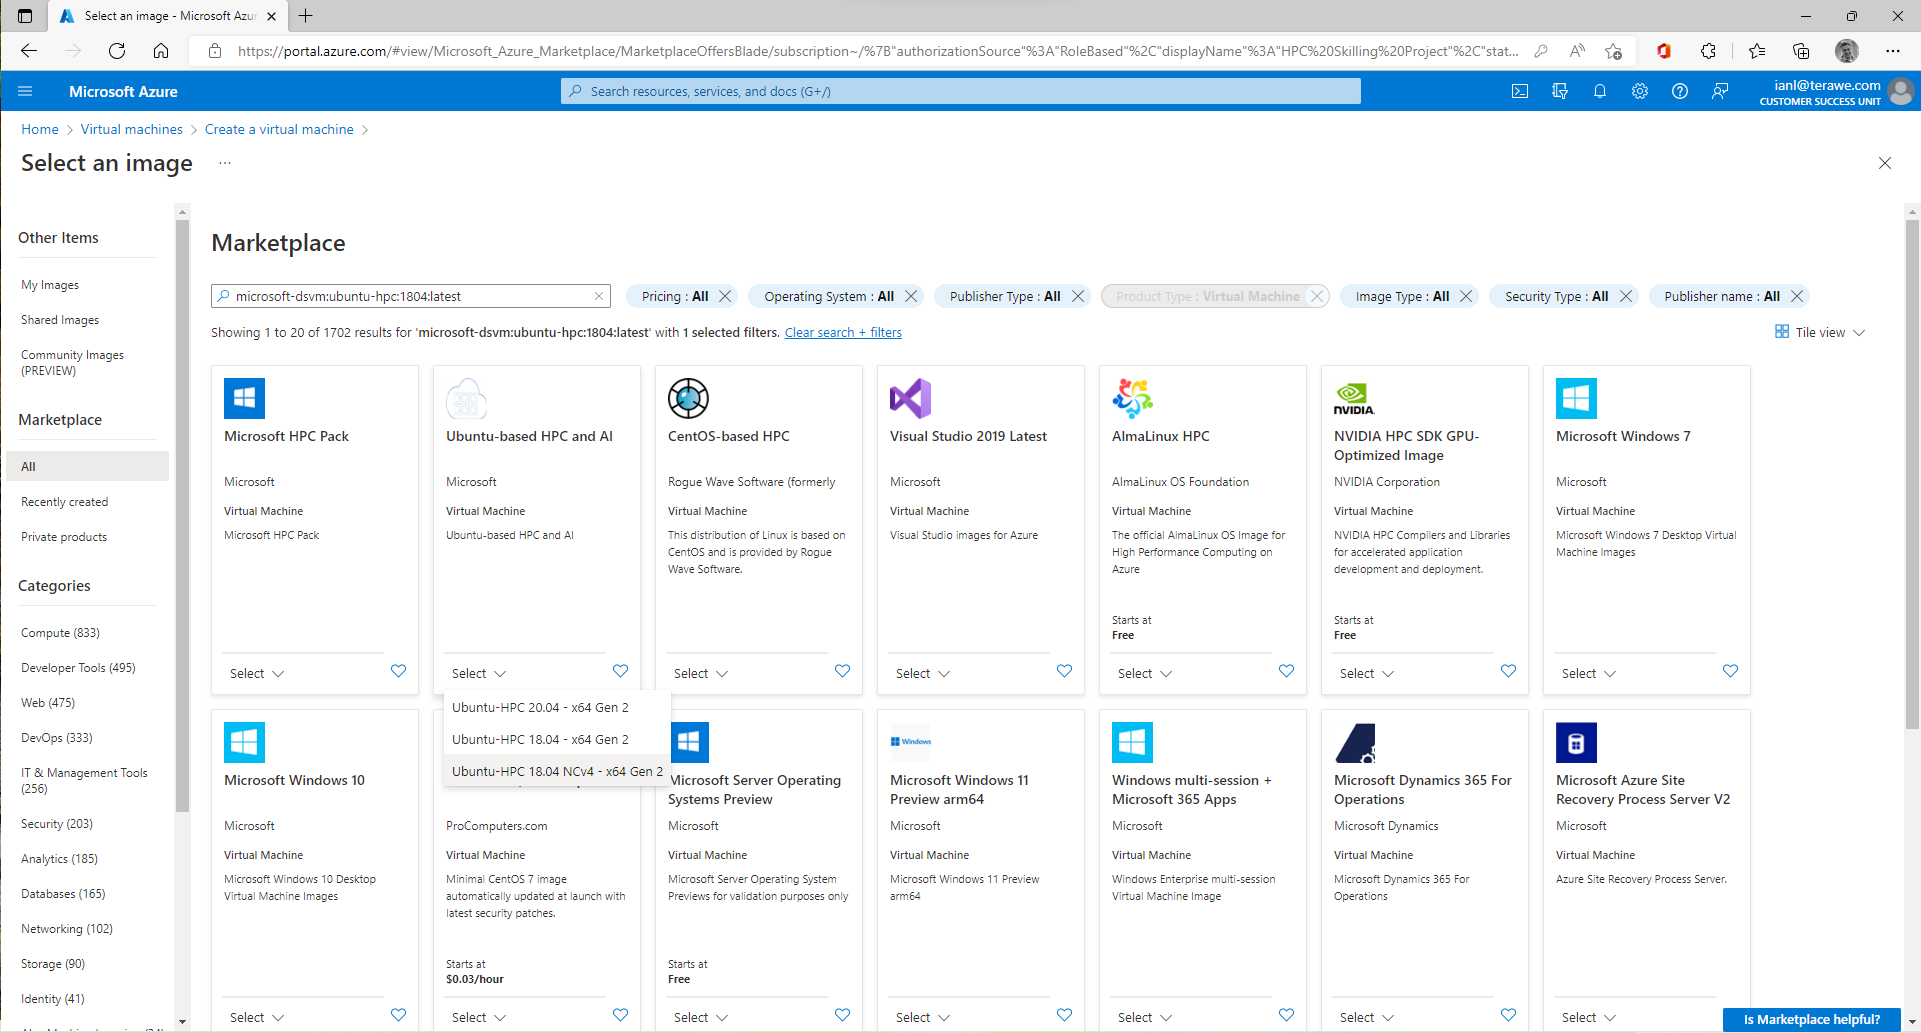 Select an image - Microsoft Azur
https://portal.azure.com/#view/Microsoft_Azure_Marketplace/MarketplaceOffersBlade/subscription~/%7B"authorizationSource"%3A"RoleBased"%2C"displayName"%3A"HPC%20Skilling%20Project"%2C"stat...
Microsoft Azure
Search resources, services, and docs (G+/)
ianl@terawe.com
CUSTOMER SUCCESS UNIT
Home > Virtual machines > Create a virtual machine >
Select an image ...
Other Items
My Images
Shared Images
Community Images
(PREVIEW)
Marketplace
All
Recently created
Private products
Categories
Compute (833)
Developer Tools (495)
Web (475)
DevOps (333)
IT & Management Tools
(256)
Security (203)
Analytics (185)
Databases (165)
Networking (102)
Storage (90)
Identity (41)
Marketplace
microsoft-dsvm:ubuntu-hpc:1804:latest
Pricing : All
Operating System : All
Publisher Type : All
Product Type : Virtual Machine
Image Type : All
Security Type : All
Publisher name : All
Showing 1 to 20 of 1702 results for 'microsoft-dsvm:ubuntu-hpc:1804:latest' with 1 selected filters. Clear search + filters
Tile view
Microsoft HPC Pack
Microsoft
Virtual Machine
Microsoft HPC Pack
Select
Ubuntu-based HPC and AI
Microsoft
Virtual Machine
Ubuntu-based HPC and AI
Select
Ubuntu-HPC 20.04 - x64 Gen 2
Ubuntu-HPC 18.04 - x64 Gen 2
Ubuntu-HPC 18.04 NCv4 - x64 Gen 2
CentOS-based HPC
Rogue Wave Software (formerly
Virtual Machine
This distribution of Linux is based on
CentOS and is provided by Rogue
Wave Software.
Select
Visual Studio 2019 Latest
Microsoft
Virtual Machine
Visual Studio images for Azure
Select
AlmaLinux HPC
AlmaLinux OS Foundation
Virtual Machine
The official AlmaLinux OS Image for
High Performance Computing on
Azure
Starts at
Free
Select
NVIDIA
NVIDIA HPC SDK GPU-
Optimized Image
NVIDIA Corporation
Virtual Machine
NVIDIA HPC Compilers and Libraries
for accelerated application
development and deployment.
Starts at
Free
Select
Microsoft Windows 7
Microsoft
Virtual Machine
Microsoft Windows 7 Desktop Virtual
Machine Images
Select
Microsoft Windows 10
Microsoft
Virtual Machine
Microsoft Windows 10 Desktop
Virtual Machine Images
Select
ProComputers.com
Virtual Machine
Minimal CentOS 7 image
automatically updated at launch with
latest security patches.
Starts at
$0.03/hour
Select
Microsoft Server Operating
Systems Preview
Microsoft
Virtual Machine
Microsoft Server Operating System
Previews for validation purposes only
Starts at
Free
Select
Windows
Microsoft Windows 11
Preview arm64
Microsoft
Virtual Machine
Microsoft Windows 11 Preview
arm64
Select
Windows multi-session +
Microsoft 365 Apps
Microsoft
Virtual Machine
Windows Enterprise multi-session
Virtual Machine Image
Select
Microsoft Dynamics 365 For
Operations
Microsoft Dynamics
Virtual Machine
Microsoft Dynamics 365 For
Operations
Select
Microsoft Azure Site
Recovery Process Server V2
Microsoft
Virtual Machine
Azure Site Recovery Process Server.
Select
Is Marketplace helpful?